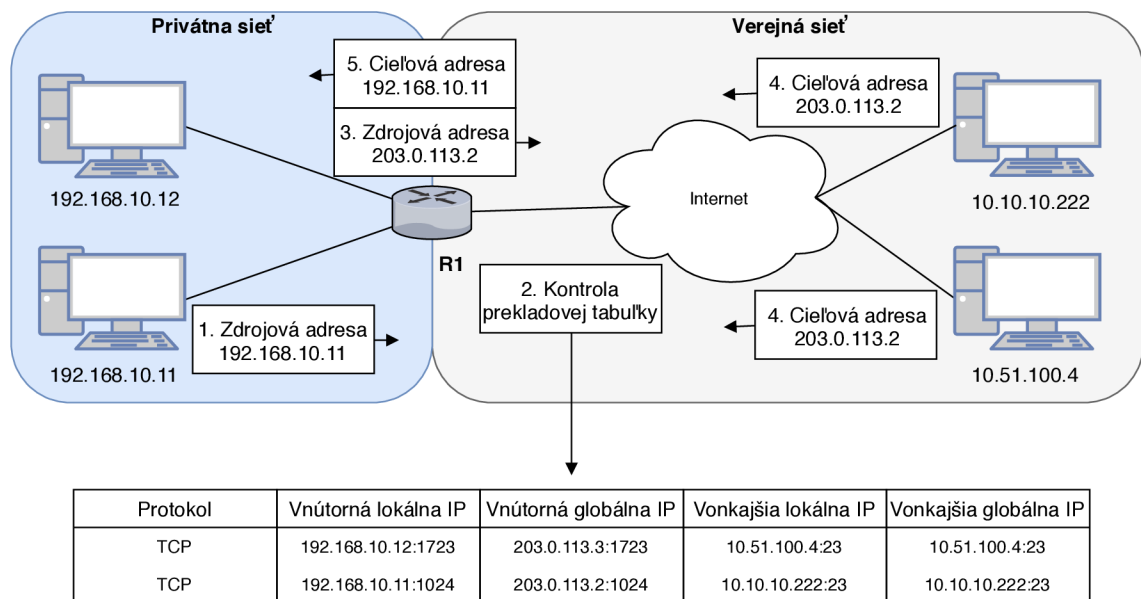 Privátna sieť
Verejná sieť
5. Cieľová adresa
192.168.10.11
3. Zdrojová adresa
203.0.113.2
4. Cieľová adresa
203.0.113.2
192.168.10.12
Internet
10.10.10.222
R1
2. Kontrola
prekladovej tabuľky
1. Zdrojová adresa
192.168.10.11
4. Cieľová adresa
203.0.113.2
192.168.10.11
10.51.100.4
Protokol Vnútorná lokálna IP Vnútorná globálna IP Vonkajšia lokálna IP Vonkajšia globálna IP
TCP 192.168.10.12:1723 203.0.113.3:1723 10.51.100.4:23 10.51.100.4:23
TCP 192.168.10.11:1024 203.0.113.2:1024 10.10.10.222:23 10.10.10.222:23